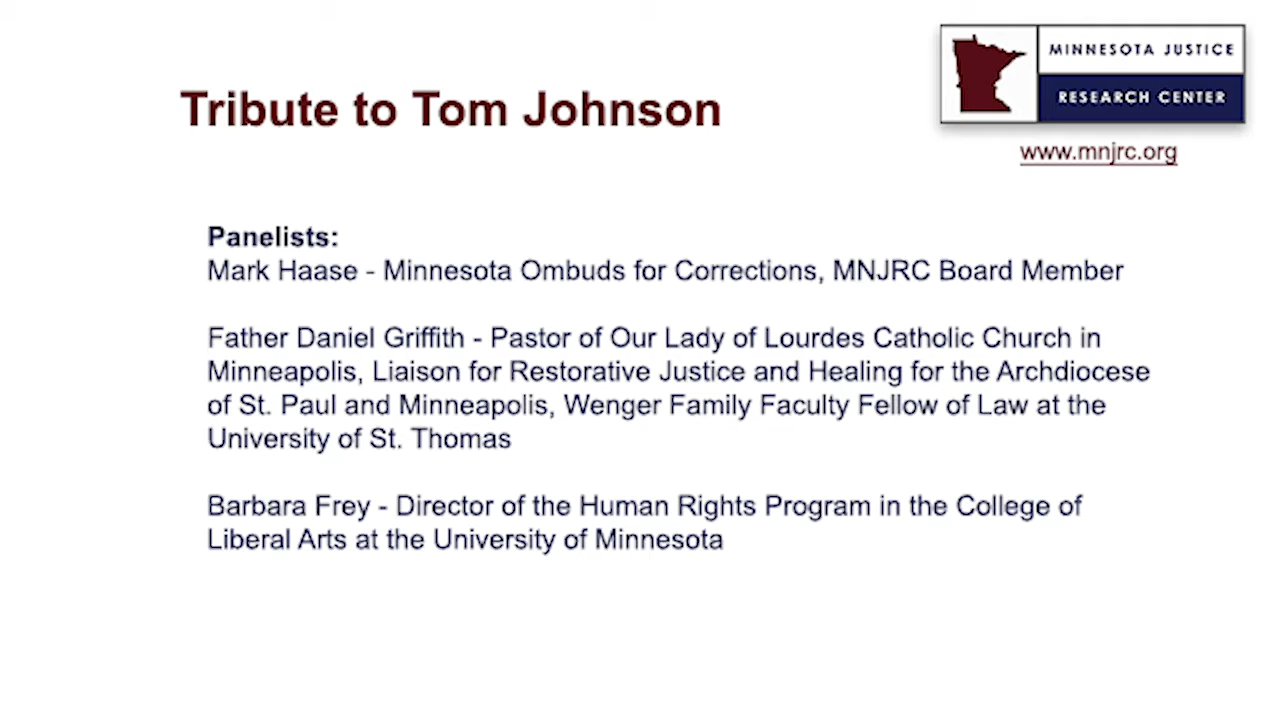 MINNESOTA JUSTICE
RESEARCH CENTER
www.mnjrc.org
Tribute to Tom Johnson
Panelists:
Mark Haase - Minnesota Ombuds for Corrections, MNJRC Board Member
Father Daniel Griffith - Pastor of Our Lady of Lourdes Catholic Church in
Minneapolis, Liaison for Restorative Justice and Healing for the Archdiocese
of St. Paul and Minneapolis, Wenger Family Faculty Fellow of Law at the
University of St. Thomas
Barbara Frey - Director of the Human Rights Program in the College of
Liberal Arts at the University of Minnesota